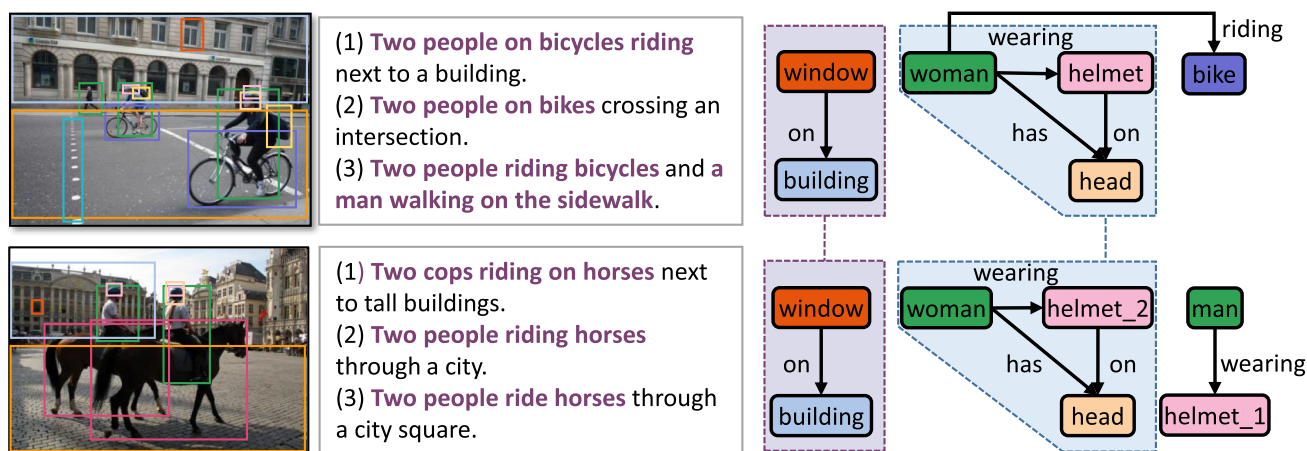 (1) Two people on bicycles riding
next to a building.
(2) Two people on bikes crossing an
intersection.
(3) Two people riding bicycles and a
man walking on the sidewalk.
wearing
riding
window
woman
helmet
bike
on
has
on
building
head
(1) Two cops riding on horses next
to tall buildings.
(2) Two people riding horses
through a city.
(3) Two people ride horses through
a city square.
wearing
window
woman
helmet_2
man
on
has
on
wearing
building
head
helmet_1